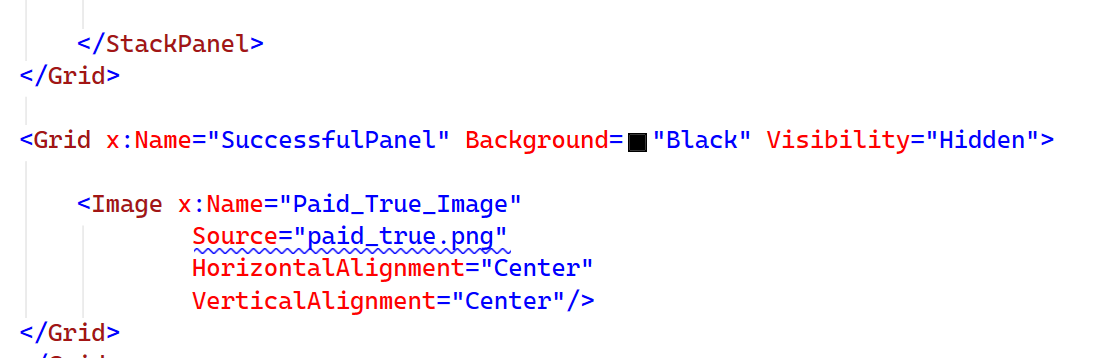 </StackPanel>
</Grid>
<Grid x:Name="SuccessfulPanel" Background="Black" Visibility="Hidden">
<Image x:Name="Paid_True_Image"
Source="paid_true.png"
HorizontalAlignment="Center"
VerticalAlignment="Center"/>
</Grid>